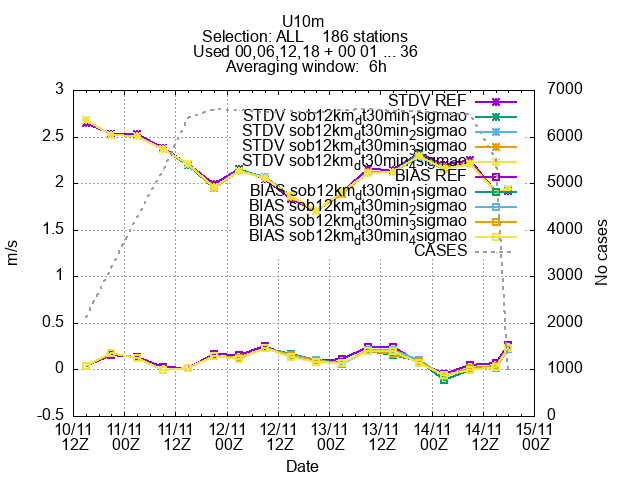 U10m
Selection: ALL 186 stations
Used 00,06,12,18 + 00 01 ... 36
Averaging window: 6h
3 7000
STDV REF
STDV sob12km_dt30min_1sigmao
2.5 6000
STDV sob12km_dt30min_2sigmao
STDV sob12km_dt30min_3sigmao
STDV sob12km_dt30min_4sigmao
BIAS REF
2 5000
BIAS sob12km_dt30min_1sigmao
BIAS sob12km_dt30min_2sigmao
BIAS sob12km_dt30min_3sigmao
1.5 4000
BIAS sob12km_dt30min_4sigmao
CASES
m/s
No cases
1 3000
0.5 2000
0 1000
-0.5 0
10/11 11/11 11/11 12/11 12/11 13/11 13/11 14/11 14/11 15/11
12Z 00Z 12Z 00Z 12Z 00Z 12Z 00Z 12Z 00Z
Date